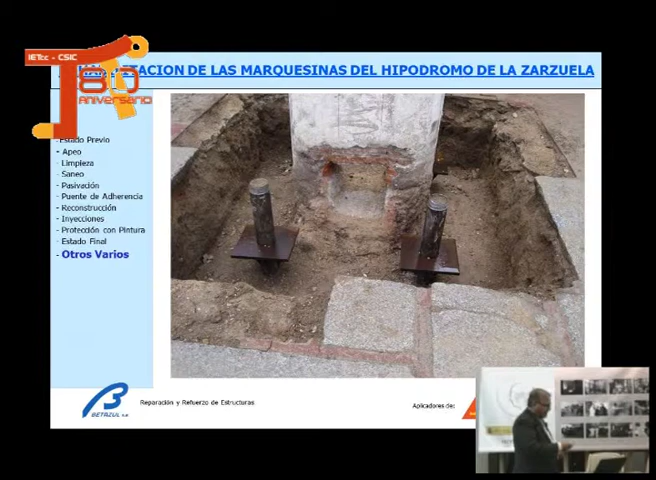 IETcc - CSIC
80
Aniversario
DE LAS MARQUESINAS DEL HIPODROMO DE LA ZARZUELA
- Estado Previo
- Apeo
- Limpieza
- Saneo
- Pasivación
- Puente de Adherencia
- Reconstrucción
- Inyecciones
- Protección con Pintura
- Estado Final
- Otros Varios
BETAZUL S.A.
Reparación y Refuerzo de Estructuras
Aplicadores de: